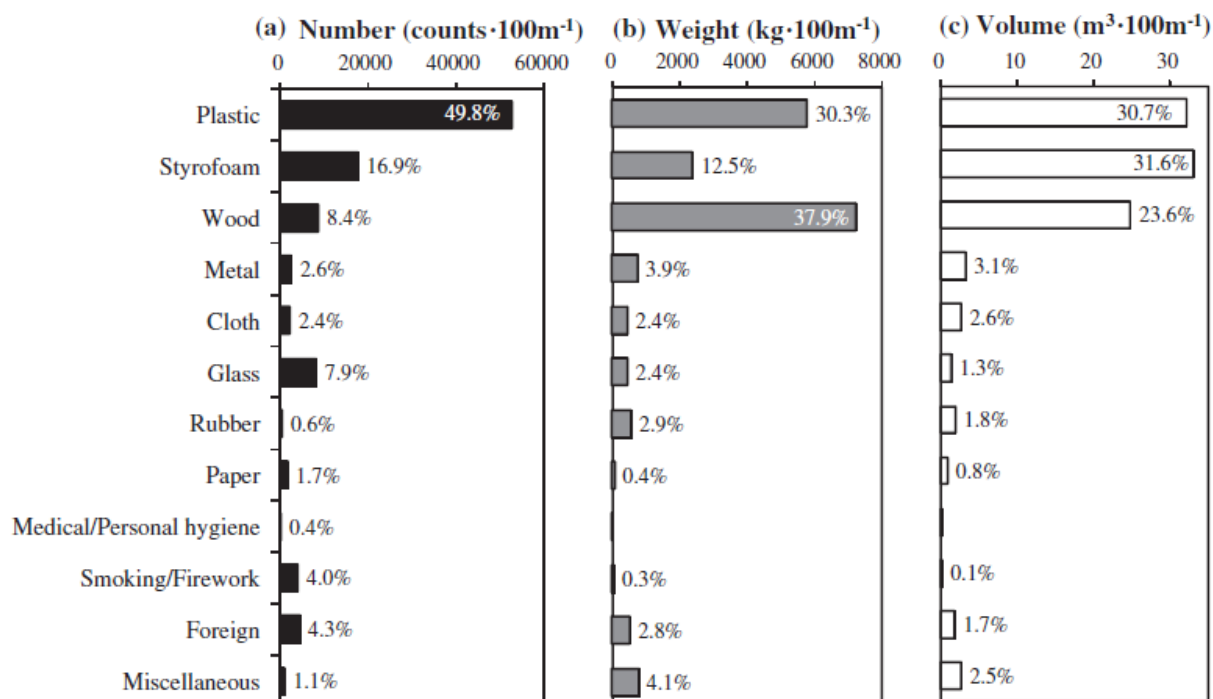 (a) Number (counts·100m⁻¹) (b) Weight (kg·100m⁻¹) (c) Volume (m³·100m⁻¹)
0 20000 40000 60000 0 2000 4000 6000 8000 0 10 20 30
Plastic 49.8% 30.3% 30.7%
Styrofoam 16.9% 12.5% 31.6%
Wood 8.4% 37.9% 23.6%
Metal 2.6% 3.9% 3.1%
Cloth 2.4% 2.4% 2.6%
Glass 7.9% 2.4% 1.3%
Rubber 0.6% 2.9% 1.8%
Paper 1.7% 0.4% 0.8%
Medical/Personal hygiene 0.4%
Smoking/Firework 4.0% 0.3% 0.1%
Foreign 4.3% 2.8% 1.7%
Miscellaneous 1.1% 4.1% 2.5%